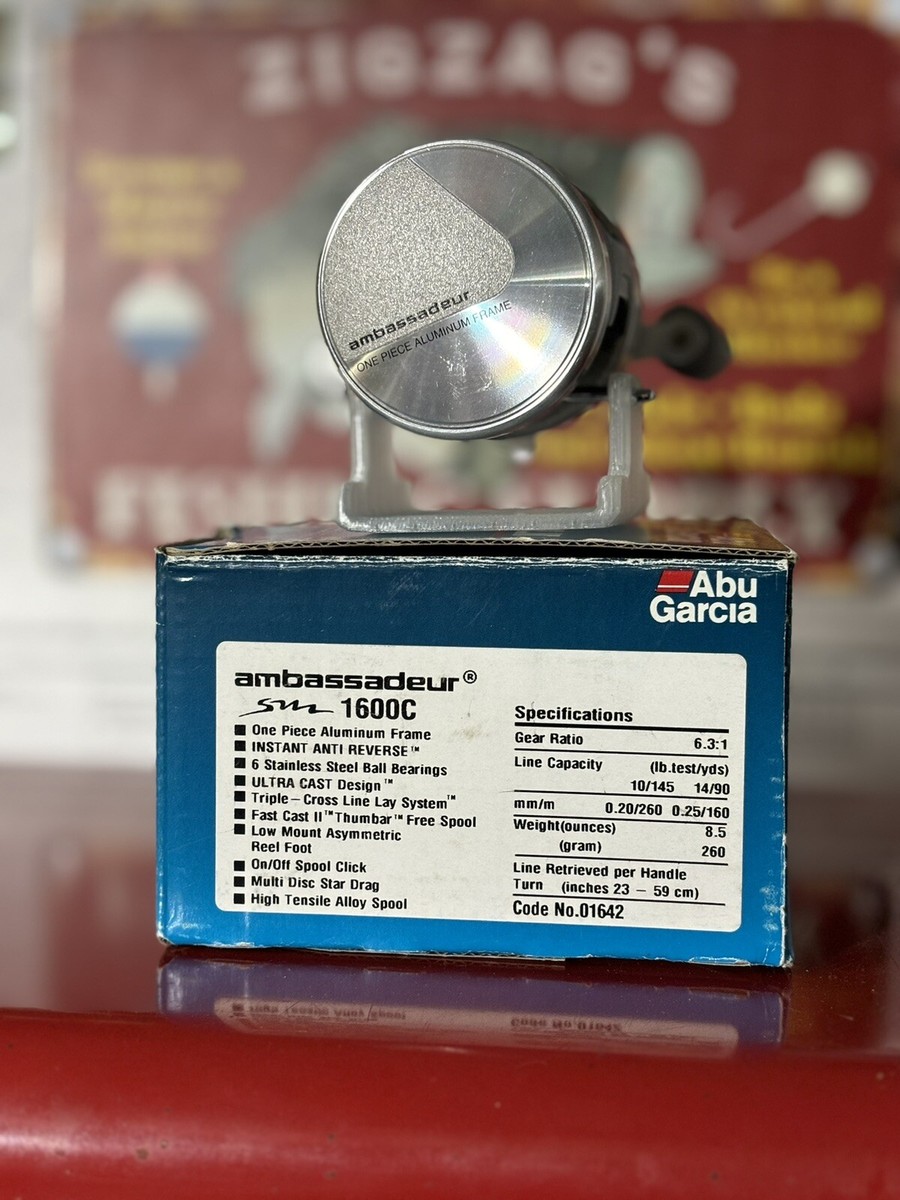 ZIGZAG'S
ambassadeur
ONE PIECE ALUMINUM FRAME
Abu
Garcia
ambassadeur®
sm 1600C
■ One Piece Aluminum Frame
■ INSTANT ANTI REVERSE™
■ 6 Stainless Steel Ball Bearings
■ ULTRA CAST Design™
■ Triple-Cross Line Lay System™
■ Fast Cast II™ Thumbar™ Free Spool
■ Low Mount Asymmetric
Reel Foot
■ On/Off Spool Click
■ Multi Disc Star Drag
■ High Tensile Alloy Spool
Specifications
Gear Ratio 6.3:1
Line Capacity (lb.test/yds)
10/145 14/90
mm/m 0.20/260 0.25/160
Weight(ounces) 8.5
(gram) 260
Line Retrieved per Handle
Turn (inches 23 – 59 cm)
Code No.01642